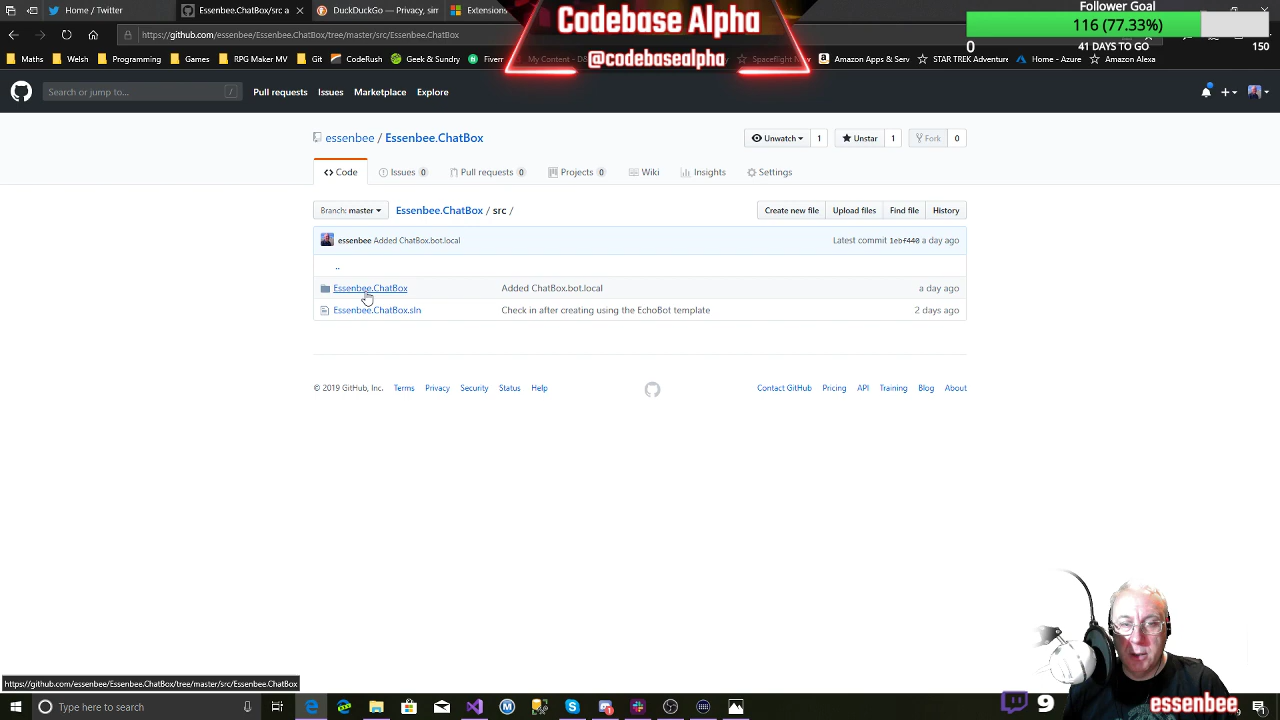 Home / Twitter
Essenbee.ChatBox/src a
DuckDuckGo — Privacy, sim
Extension
Codebase Alpha
@codebasealpha
Follower Goal
116 (77.33%)
0
41 DAYS TO GO
150
https://github.com/essenbee/Essenbee.ChatBox/tree/master/src
Maths
Programming
Games
RPG Maker MV
Git
CodeRush
Geek & Sundry
Fiverr
My Content - D&
Spaceflight Now
Amazon Apps & Serv
STAR TREK Adventure
Home - Azure
Amazon Alexa
Search or jump to...
/
Pull requests
Issues
Marketplace
Explore
essenbee / Essenbee.ChatBox
Unwatch
1
Unstar
1
Fork
0
Code
Issues 0
Pull requests 0
Projects 0
Wiki
Insights
Settings
Branch: master
Essenbee.ChatBox / src /
Create new file
Upload files
Find file
History
essenbee Added ChatBox.bot.local
Latest commit 1ebf440 a day ago
..
Essenbee.ChatBox
Added ChatBox.bot.local
a day ago
Essenbee.ChatBox.sln
Check in after creating using the EchoBot template
2 days ago
© 2019 GitHub, Inc.
Terms
Privacy
Security
Status
Help
Contact GitHub
Pricing
API
Training
Blog
About
https://github.com/essenbee/Essenbee.ChatBox/tree/master/src/Essenbee.ChatBox
Type here to search
9
essenbee